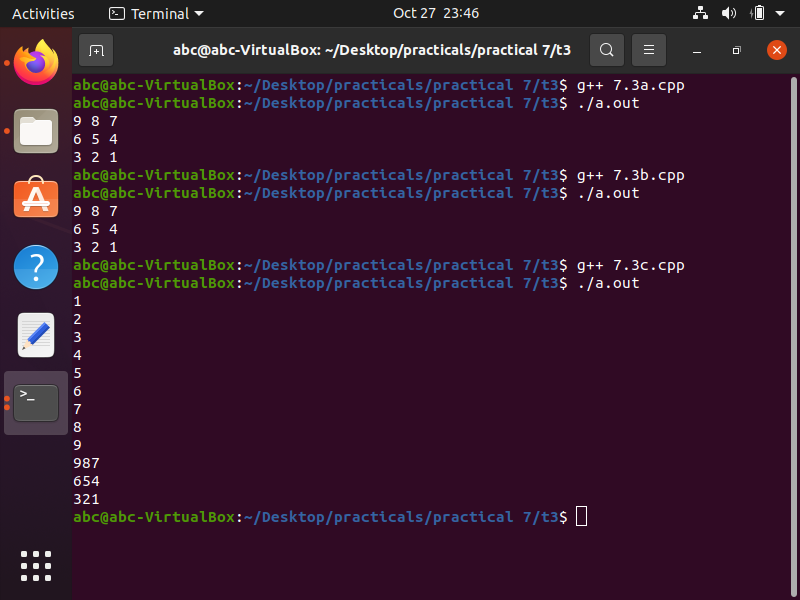 Activities Terminal Oct 27 23:46
abc@abc-VirtualBox: ~/Desktop/practicals/practical 7/t3
abc@abc-VirtualBox:~/Desktop/practicals/practical 7/t3$ g++ 7.3a.cpp
abc@abc-VirtualBox:~/Desktop/practicals/practical 7/t3$ ./a.out
9 8 7
6 5 4
3 2 1
abc@abc-VirtualBox:~/Desktop/practicals/practical 7/t3$ g++ 7.3b.cpp
abc@abc-VirtualBox:~/Desktop/practicals/practical 7/t3$ ./a.out
9 8 7
6 5 4
3 2 1
abc@abc-VirtualBox:~/Desktop/practicals/practical 7/t3$ g++ 7.3c.cpp
abc@abc-VirtualBox:~/Desktop/practicals/practical 7/t3$ ./a.out
1
2
3
4
5
6
7
8
9
987
654
321
abc@abc-VirtualBox:~/Desktop/practicals/practical 7/t3$